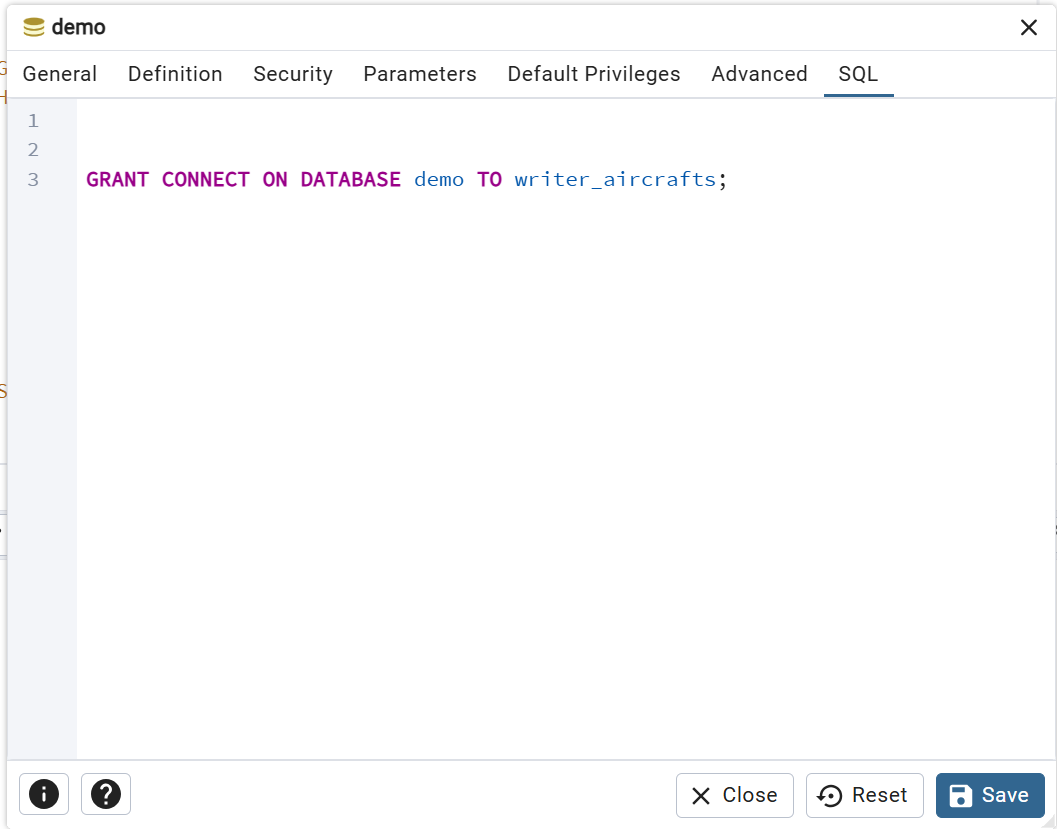 demo
General Definition Security Parameters Default Privileges Advanced SQL
1
2
3 GRANT CONNECT ON DATABASE demo TO writer_aircrafts;
Close Reset Save